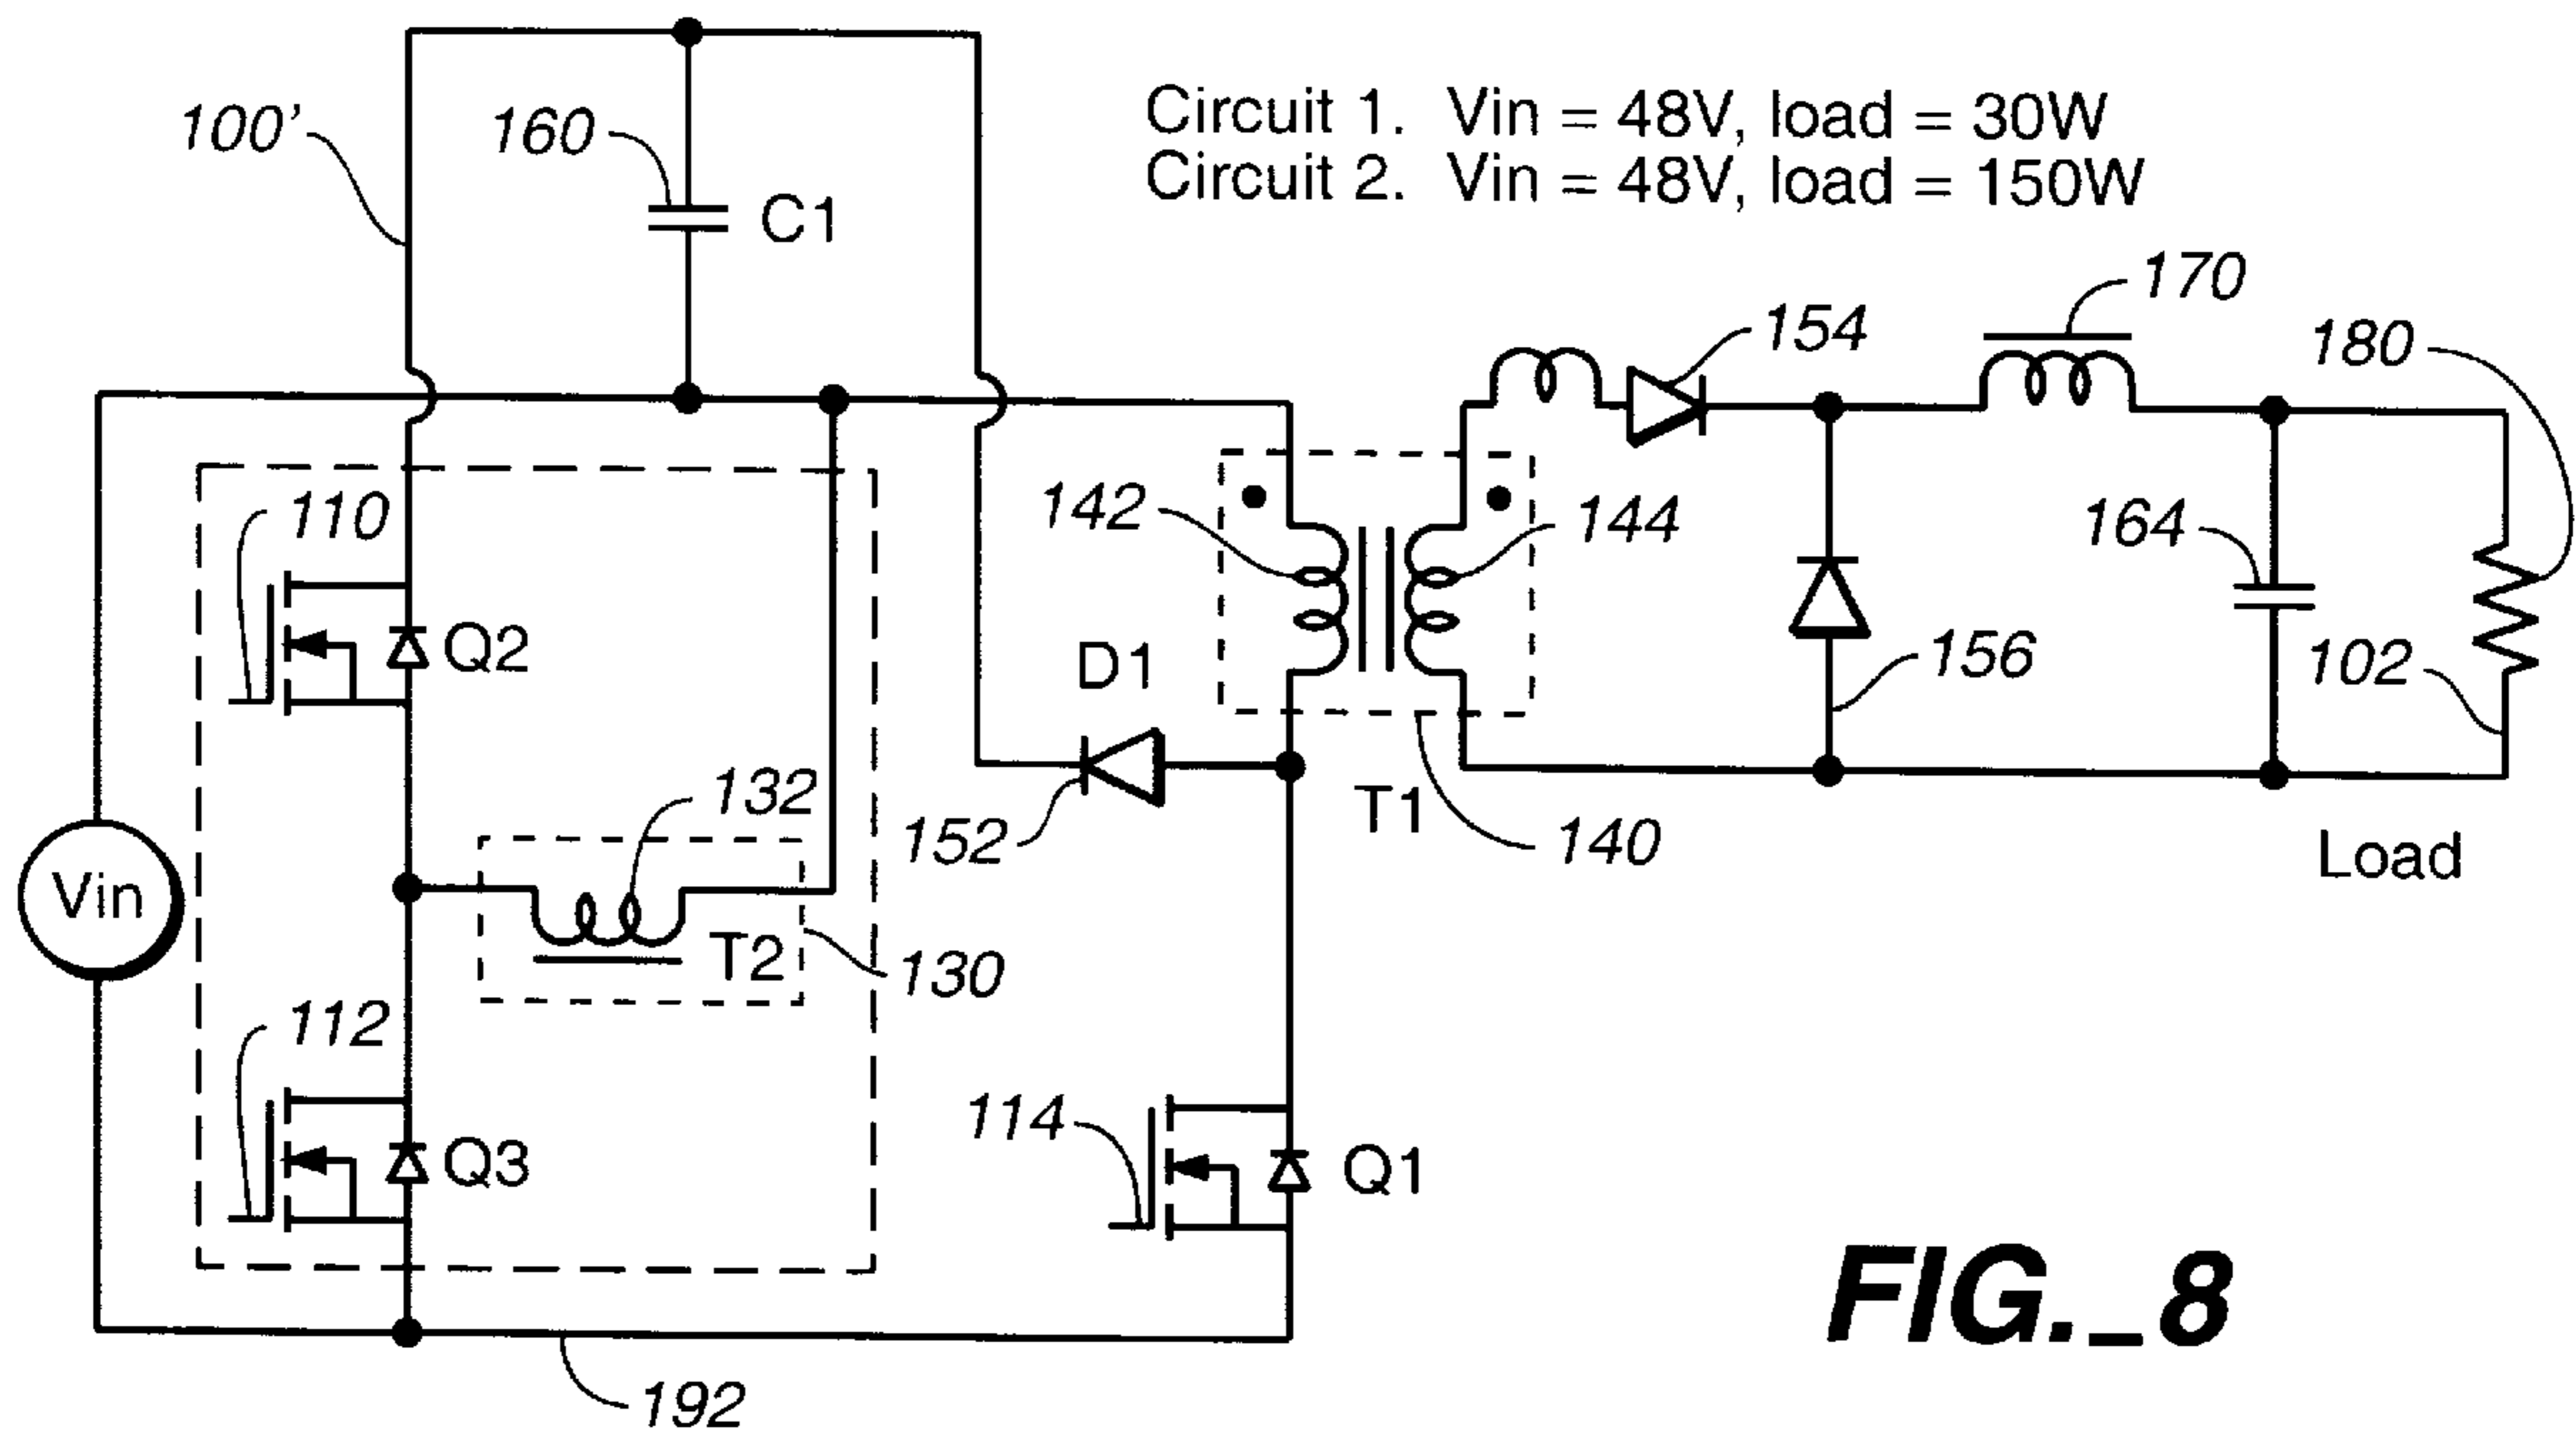 Circuit 1. Vin = 48V, load = 30W
Circuit 2. Vin = 48V, load = 150W
100'
160
C1
170
154
180
110
142
144
164
Q2
D1
156
102
132
152
T1
140
Load
Vin
T2
130
112
114
Q3
Q1
192
FIG._8